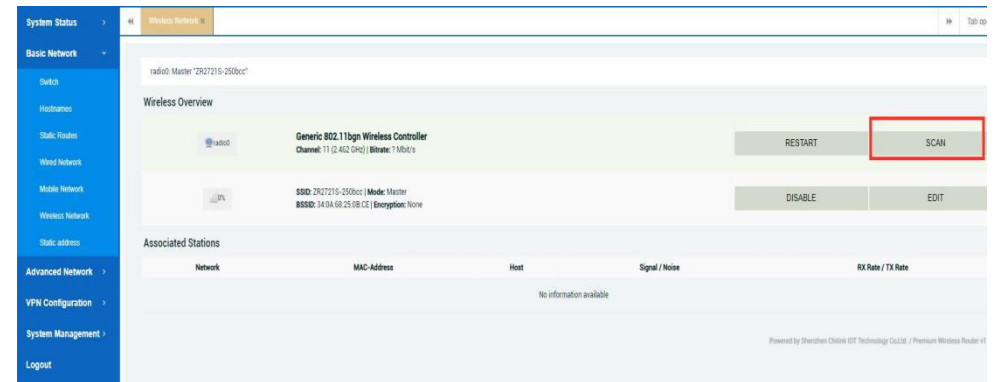 System Status
Wireless Network
Tab op
Basic Network
radio0: Master "ZR2721S-250bcc"
Switch
Wireless Overview
Hostnames
Static Routes
radio0
Generic 802.11bgn Wireless Controller
Channel: 11 (2.462 GHz) | Bitrate: ? Mbit/s
RESTART
SCAN
Wired Network
Mobile Network
0%
SSID: ZR2721S-250bcc | Mode: Master
BSSID: 34:0A:68:25:0B:CE | Encryption: None
DISABLE
EDIT
Wireless Network
Static address
Associated Stations
Network MAC-Address Host Signal / Noise RX Rate / TX Rate
Advanced Network
No information available
VPN Configuration
System Management
Powered by Shenzhen Chilink IOT Technology Co,Ltd. / Premium Wireless Router v1
Logout